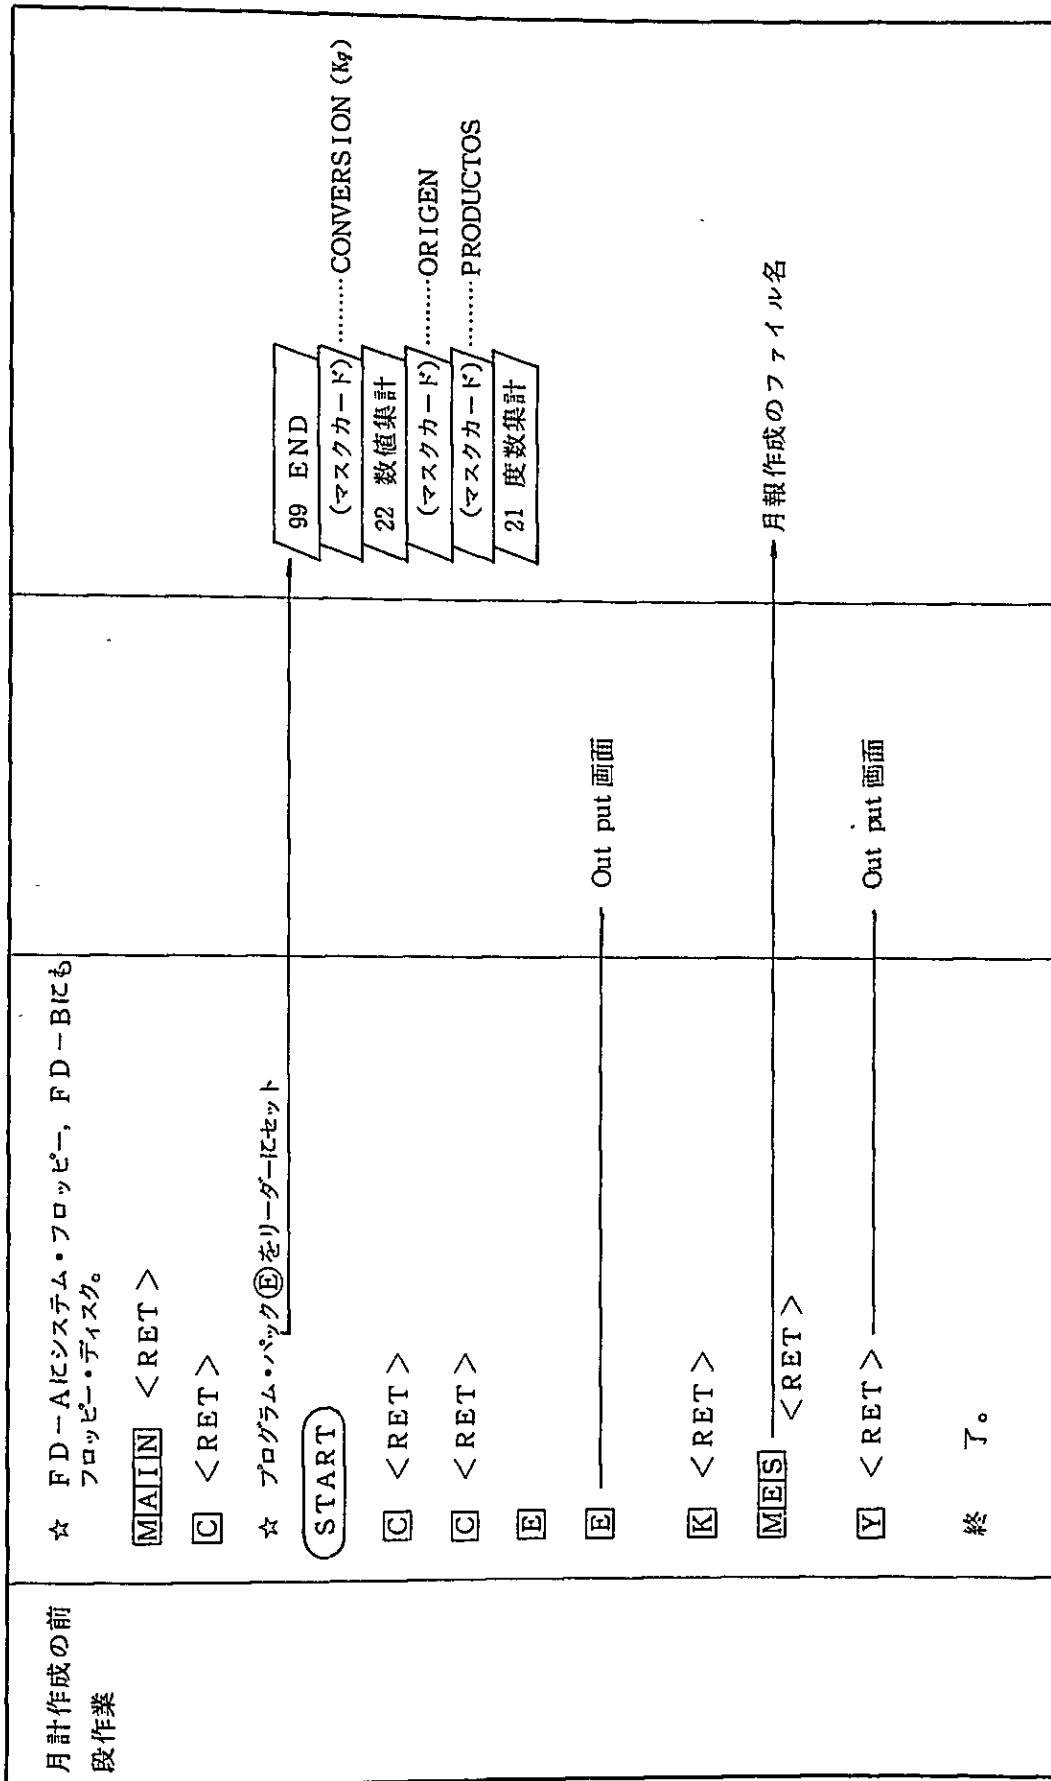 月計作成の前
段作業
☆ FD-Aにシステム・フロッピー, FD-Bにも
フロッピー・ディスク。
MAIN <RET>
C <RET>
☆ プログラム・パックⒺをリーダーにセット
START
C <RET>
C <RET>
E
E
Out put 画面
K <RET>
MES
<RET>
月報作成のファイル名
Y <RET>
Out put 画面
終 了。
99 END
(マスクカード)………CONVERSION (Kg)
22 数値集計
(マスクカード)………ORIGEN
(マスクカード)………PRODUCTOS
21 度数集計